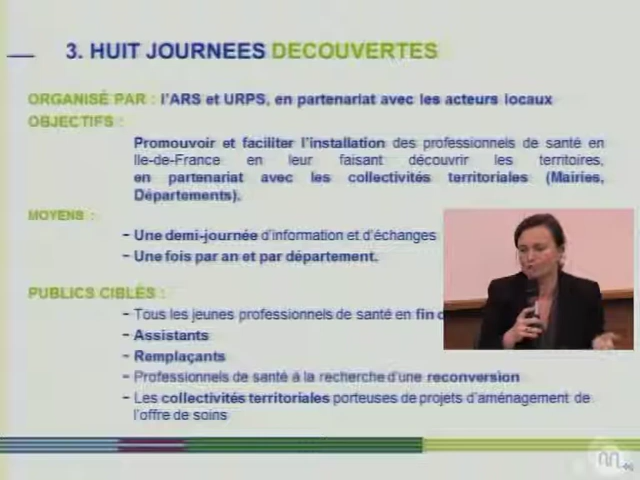 3. HUIT JOURNEES DECOUVERTES
ORGANISÉ PAR : l'ARS et URPS, en partenariat avec les acteurs locaux
OBJECTIFS :
Promouvoir et faciliter l'installation des professionnels de santé en
Ile-de-France en leur faisant découvrir les territoires,
en partenariat avec les collectivités territoriales (Mairies,
Départements).
MOYENS :
- Une demi-journée d'information et d'échanges
- Une fois par an et par département.
PUBLICS CIBLÉS :
- Tous les jeunes professionnels de santé en fin
- Assistants
- Remplaçants
- Professionnels de santé à la recherche d'une reconversion
- Les collectivités territoriales porteuses de projets d'aménagement de
l'offre de soins